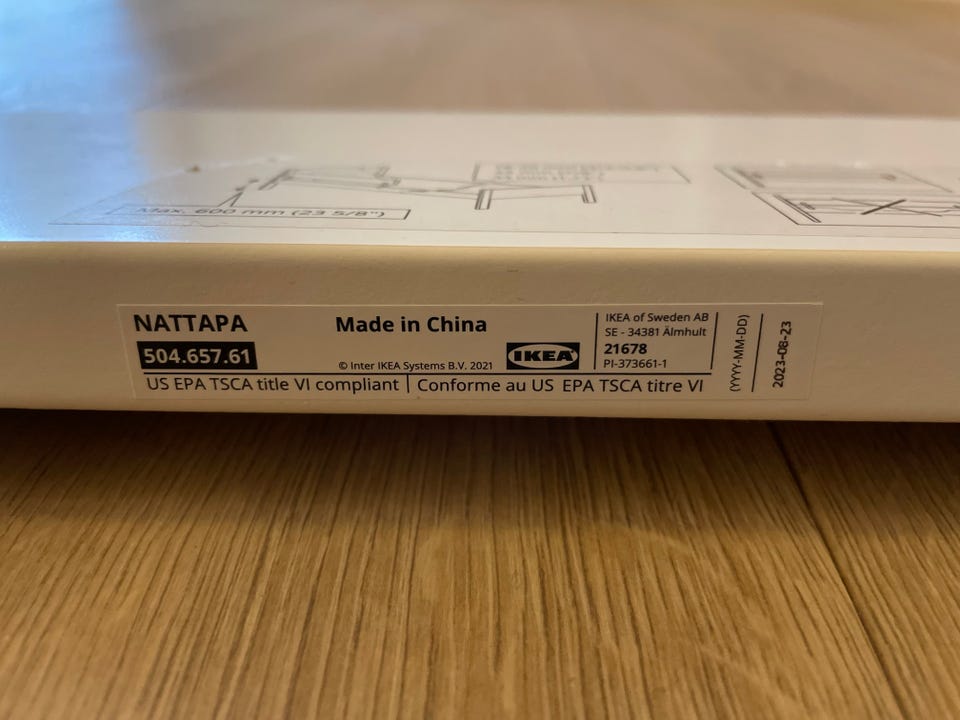 Max. 600 mm (23 5/8")
NATTAPA
504.657.61
Made in China
© Inter IKEA Systems B.V. 2021
IKEA
IKEA of Sweden AB
SE - 34381 Älmhult
21678
PI-373661-1
(YYYY-MM-DD)
2023-08-23
US EPA TSCA title VI compliant | Conforme au US EPA TSCA titre VI